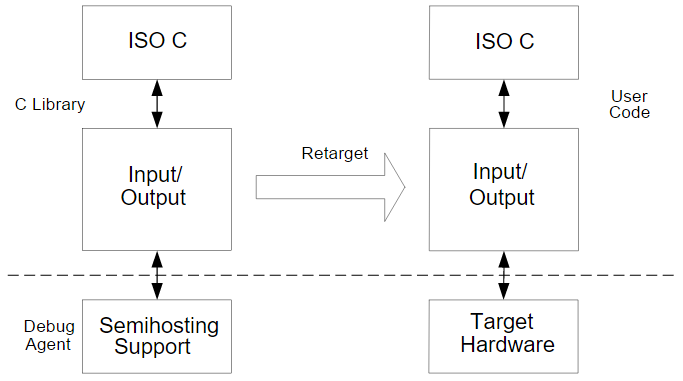 ISO C
ISO C
C Library
User
Code
Input/
Output
Retarget
Input/
Output
Debug
Agent
Semihosting
Support
Target
Hardware